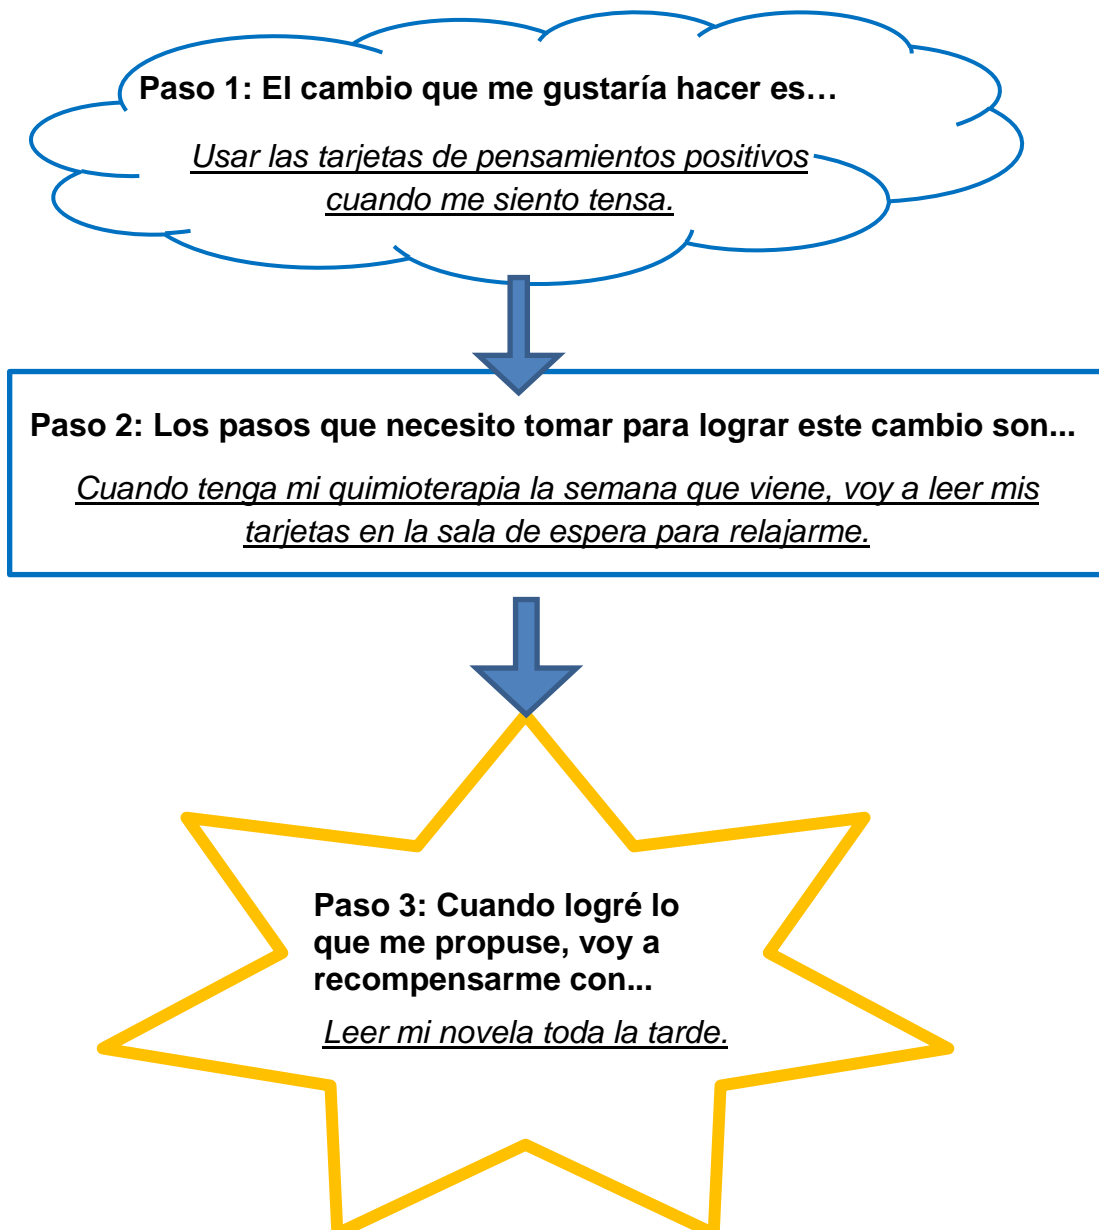 Paso 1: El cambio que me gustaría hacer es…
Usar las tarjetas de pensamientos positivos
cuando me siento tensa.
Paso 2: Los pasos que necesito tomar para lograr este cambio son...
Cuando tenga mi quimioterapia la semana que viene, voy a leer mis
tarjetas en la sala de espera para relajarme.
Paso 3: Cuando logré lo
que me propuse, voy a
recompensarme con...
Leer mi novela toda la tarde.